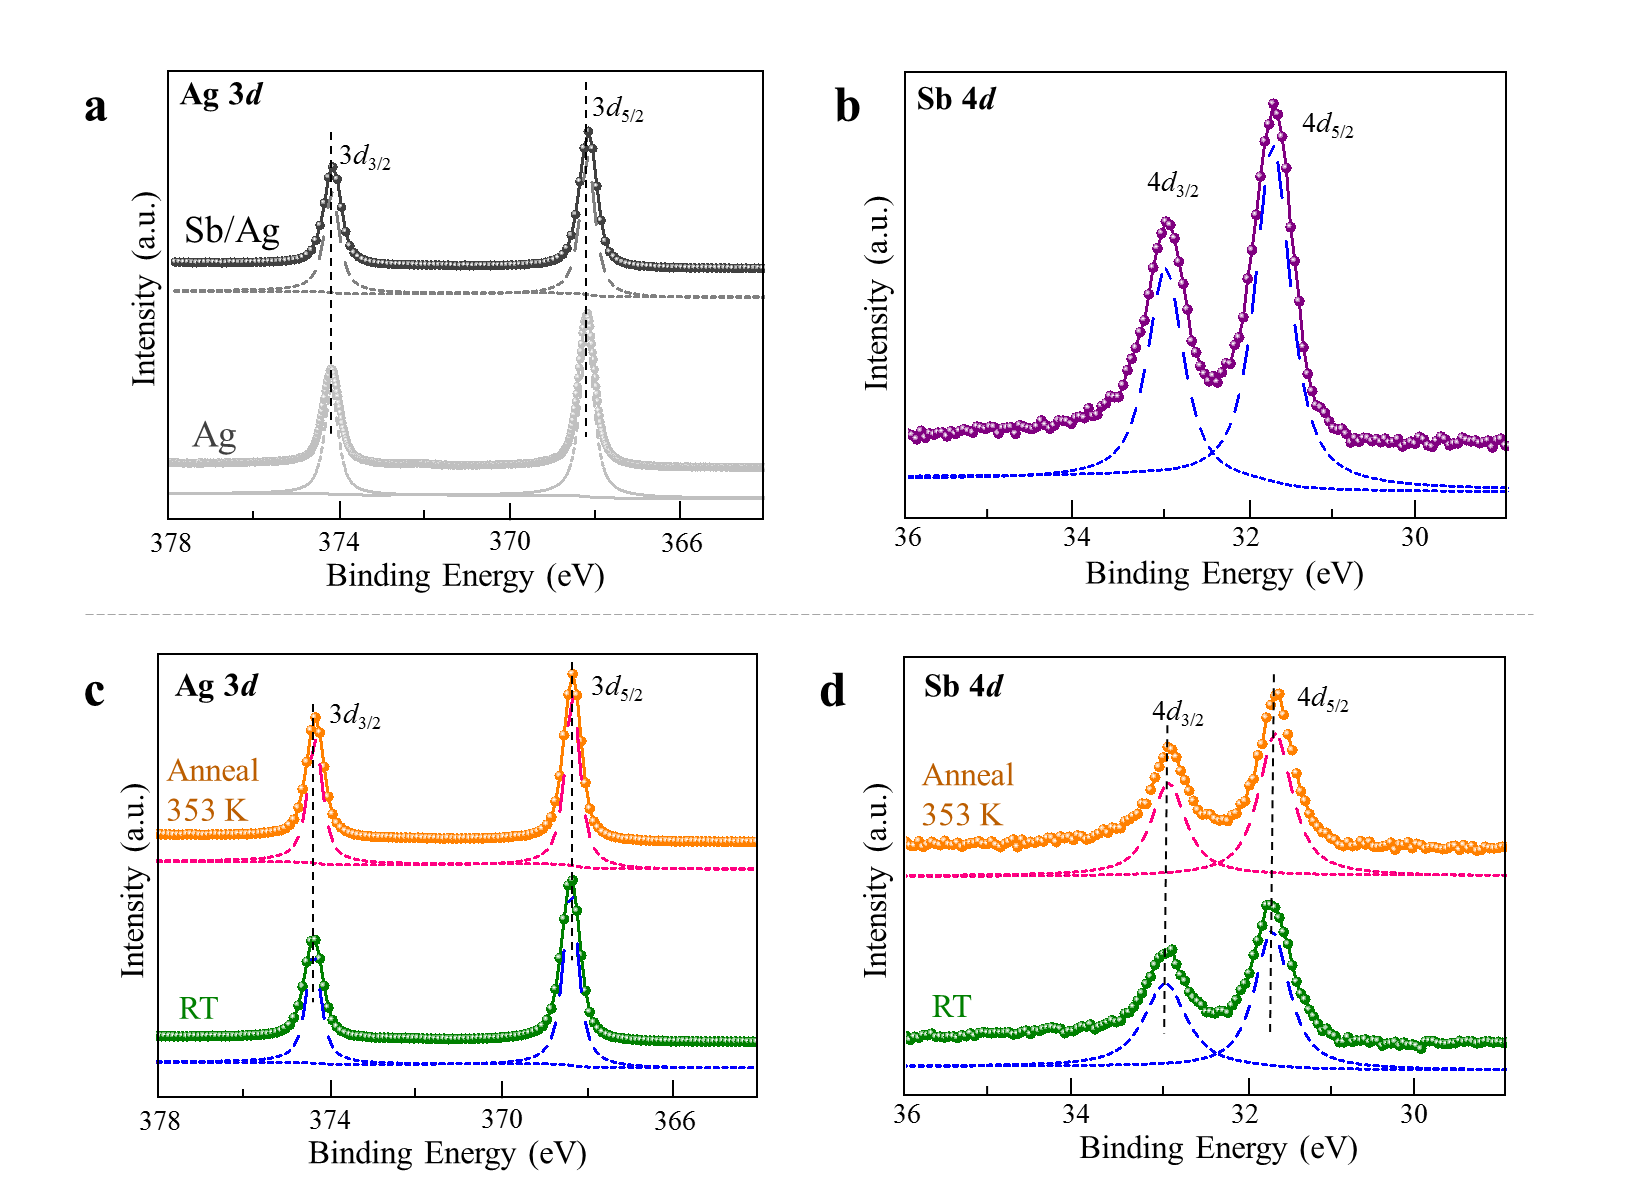 a
Ag 3d
3d5/2
3d3/2
Sb/Ag
Ag
Intensity (a.u.)
378 374 370 366
Binding Energy (eV)
b
Sb 4d
4d5/2
4d3/2
Intensity (a.u.)
36 34 32 30
Binding Energy (eV)
c
Ag 3d
3d5/2
3d3/2
Anneal
353 K
RT
Intensity (a.u.)
378 374 370 366
Binding Energy (eV)
d
Sb 4d
4d5/2
4d3/2
Anneal
353 K
RT
Intensity (a.u.)
36 34 32 30
Binding Energy (eV)